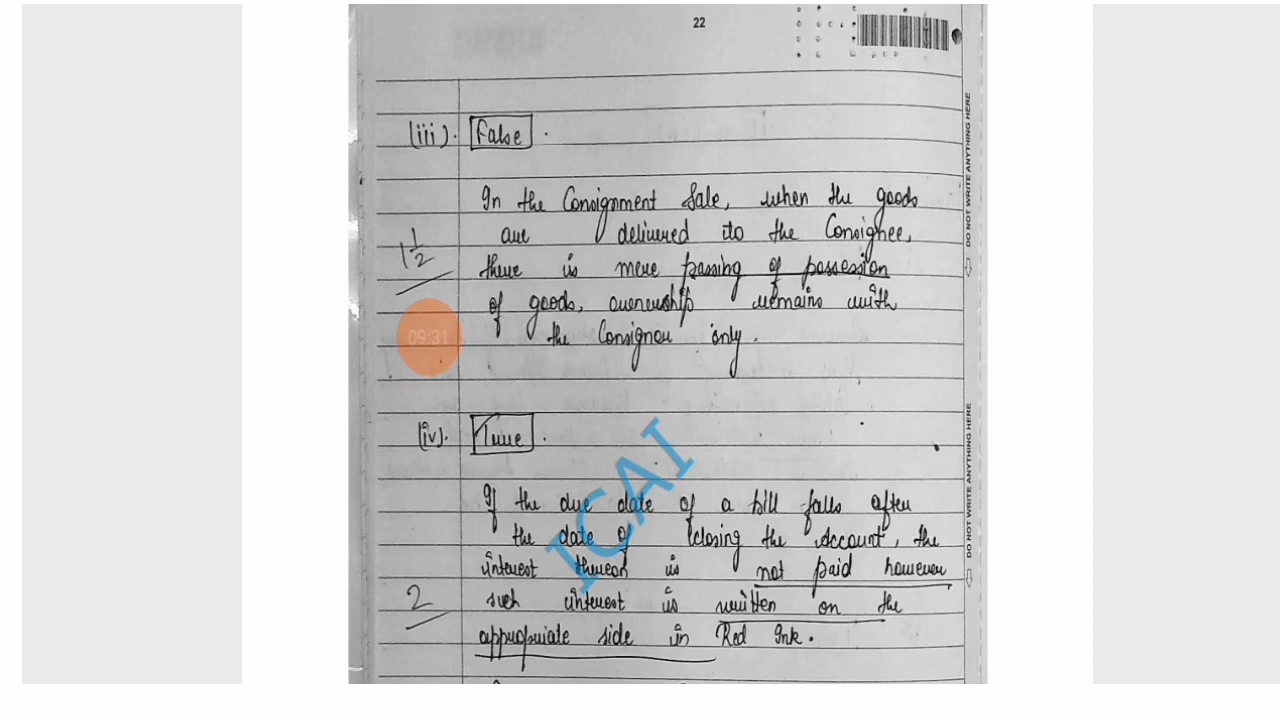 22
(iii). False .
In the Consignment Sale, when the goods
are delivered to the Consignee,
1 1/2
there is mere passing of possession
of goods, ownership remains with
09:31
the Consignor only.
(iv). True .
ICAI
If the due date of a bill falls after
the date of closing the Account, the
interest thereon is not paid however
2
such interest is written on the
appropriate side in Red Ink.
DO NOT WRITE ANYTHING HERE
DO NOT WRITE ANYTHING HERE